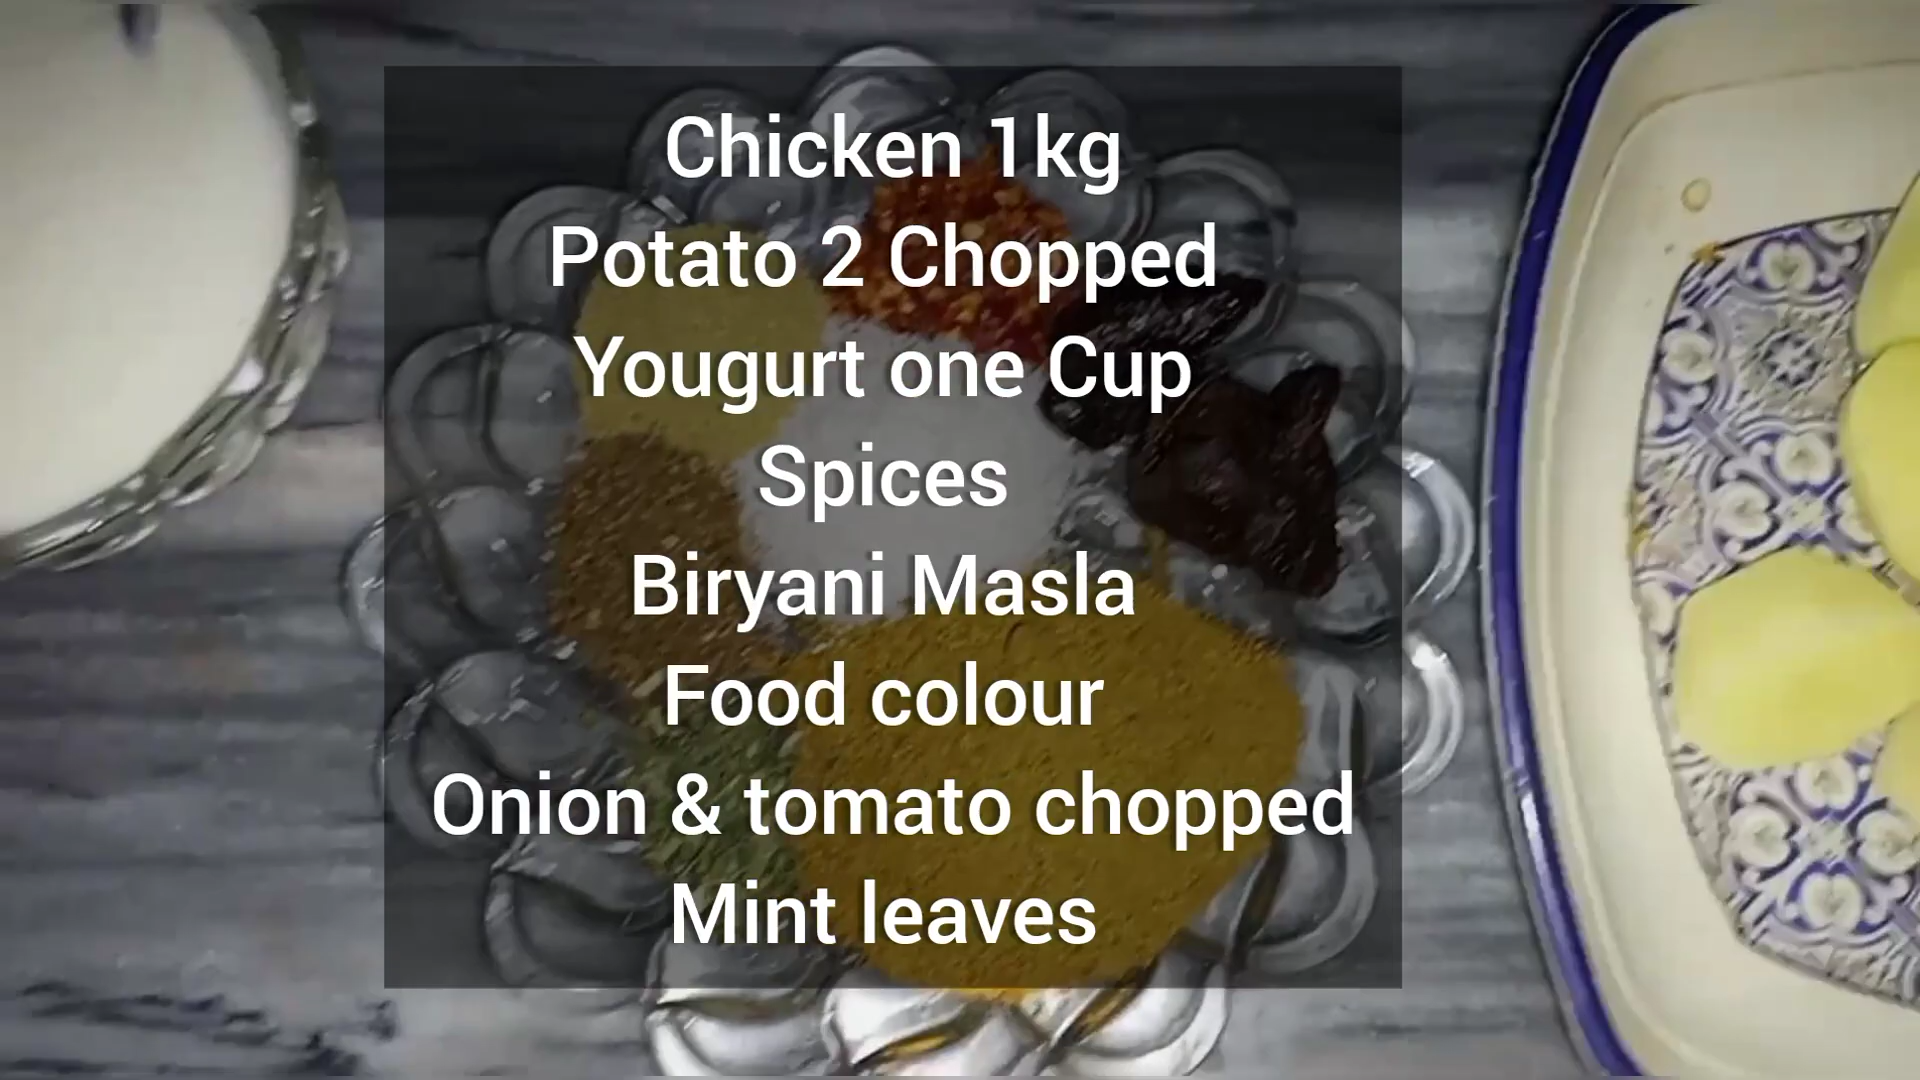 Chicken 1kg
Potato 2 Chopped
Yougurt one Cup
Spices
Biryani Masla
Food colour
Onion & tomato chopped
Mint leaves